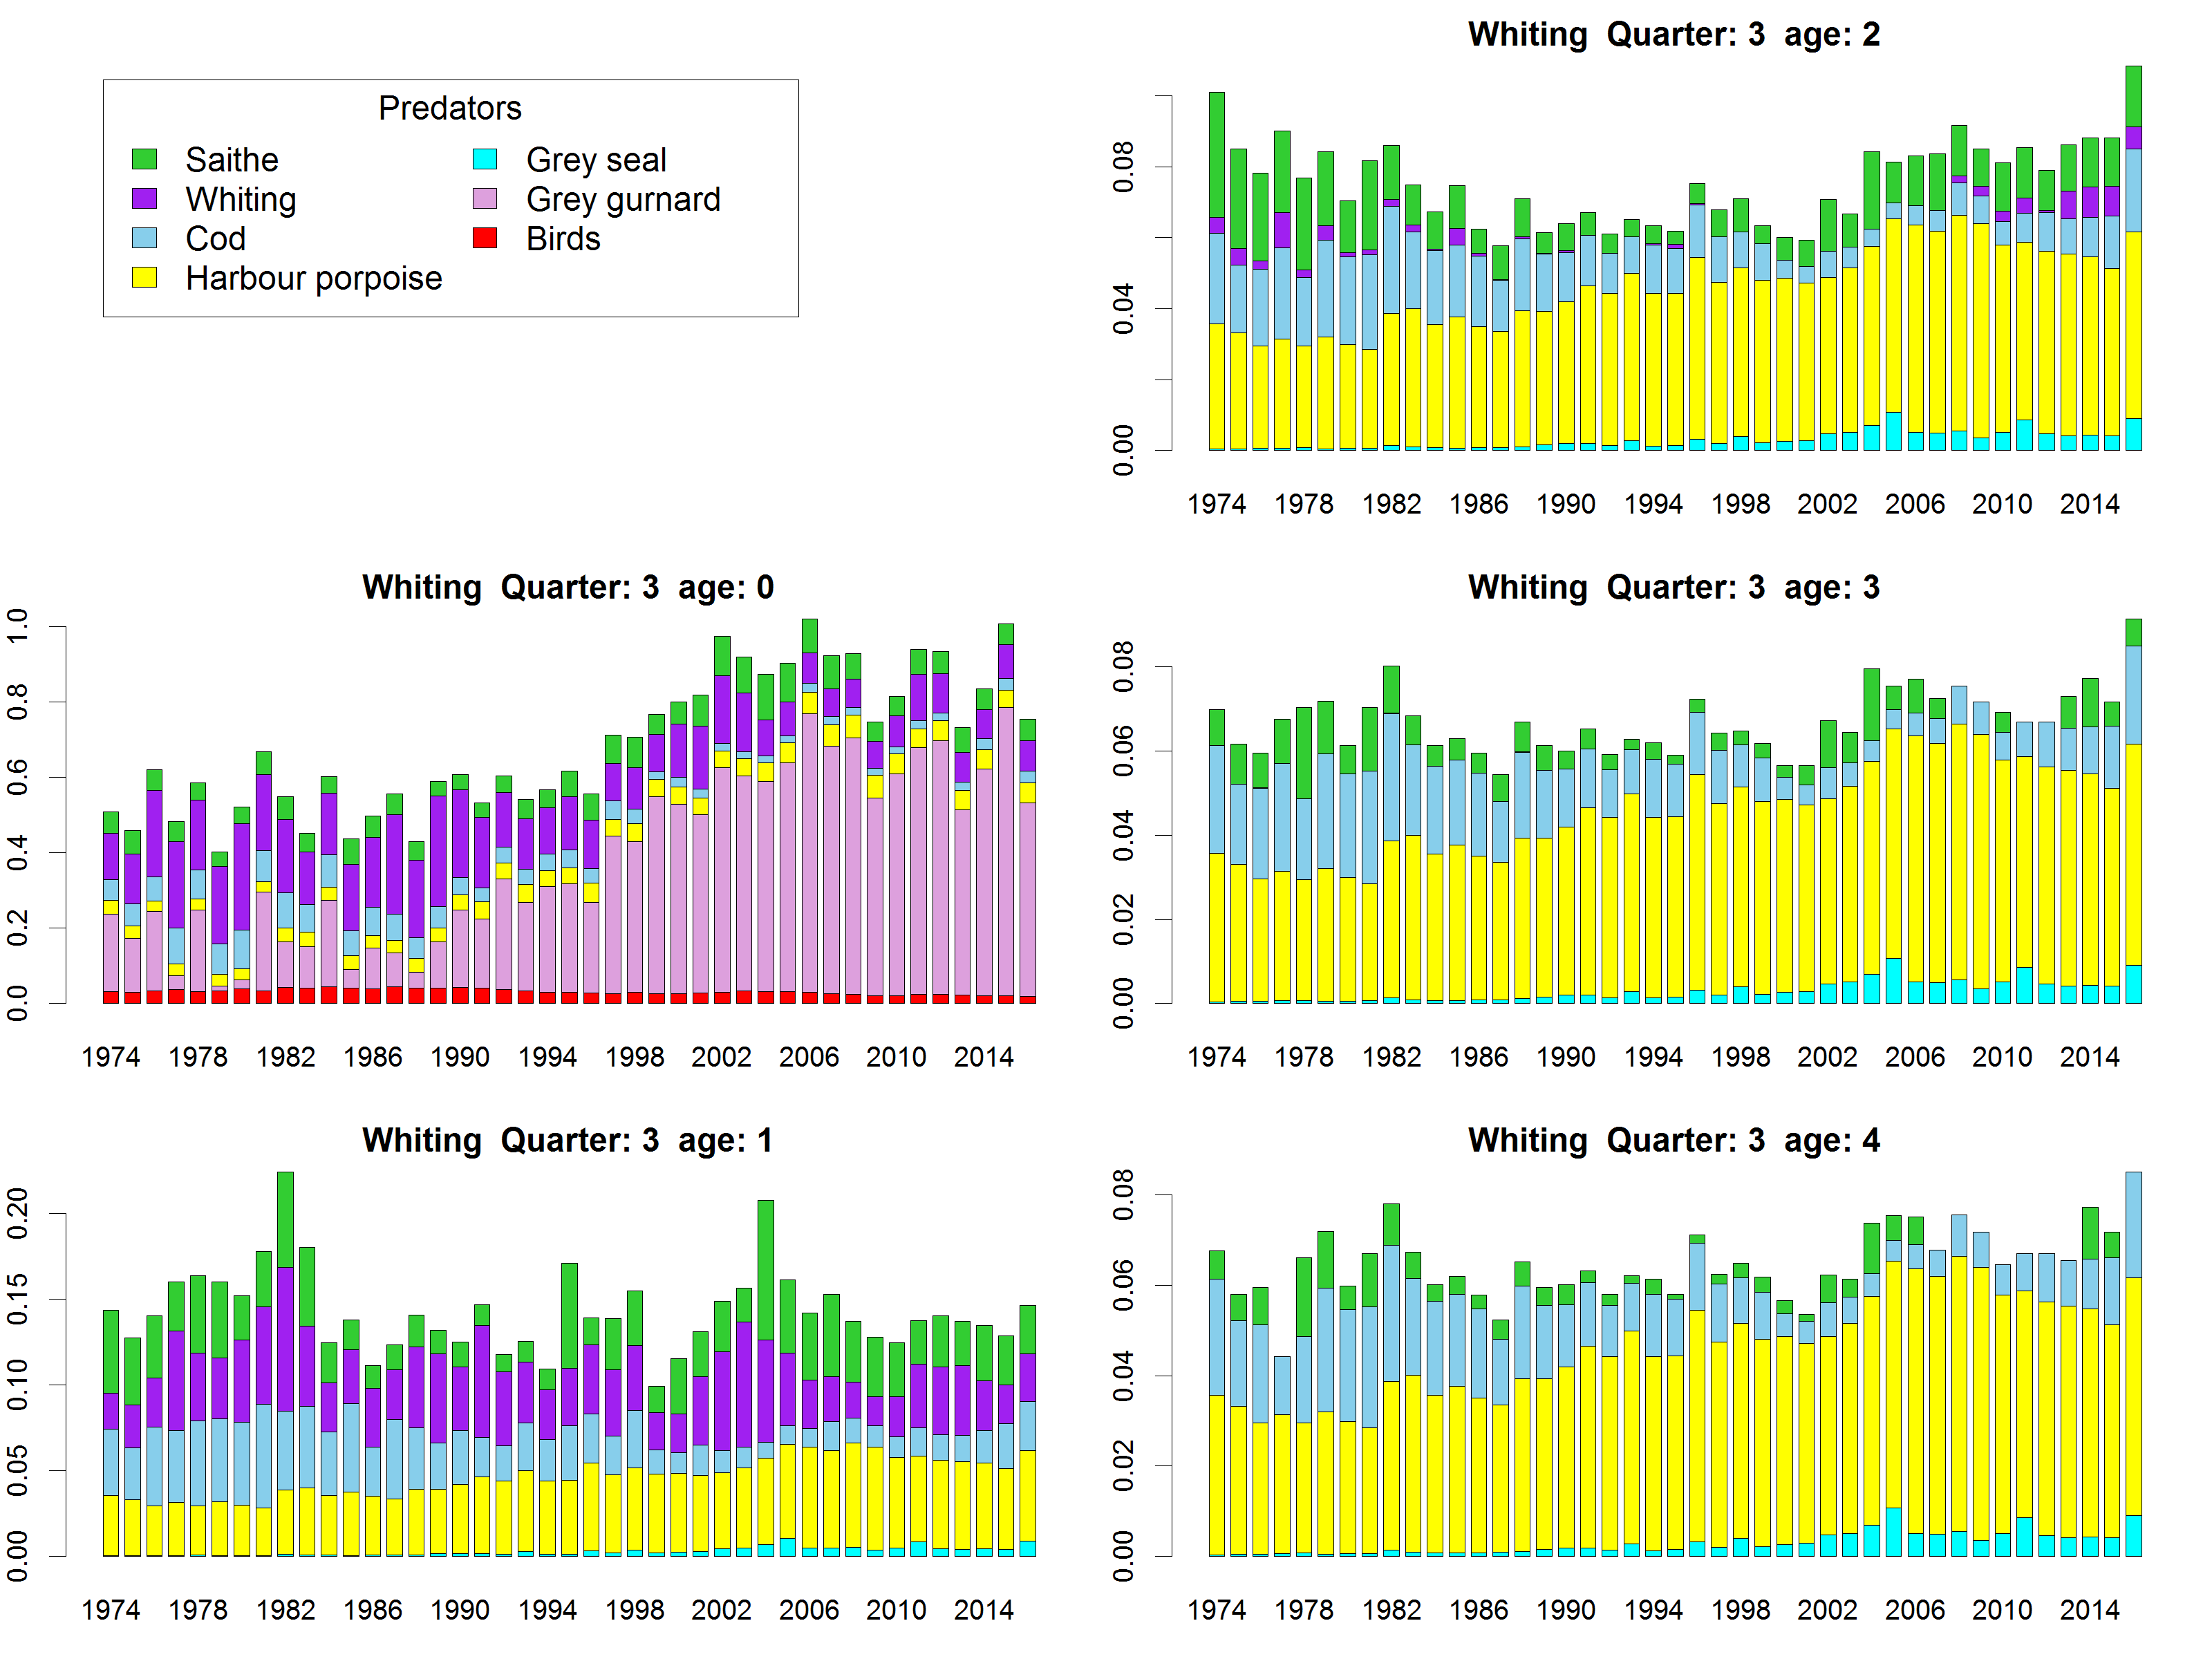 Predators
Saithe
Whiting
Cod
Harbour porpoise
Grey seal
Grey gurnard
Birds
Whiting Quarter: 3 age: 2
0.08
0.04
0.00
1974 1978 1982 1986 1990 1994 1998 2002 2006 2010 2014
Whiting Quarter: 3 age: 0
1.0
0.8
0.6
0.4
0.2
0.0
1974 1978 1982 1986 1990 1994 1998 2002 2006 2010 2014
Whiting Quarter: 3 age: 3
0.08
0.06
0.04
0.02
0.00
1974 1978 1982 1986 1990 1994 1998 2002 2006 2010 2014
Whiting Quarter: 3 age: 1
0.20
0.15
0.10
0.05
0.00
1974 1978 1982 1986 1990 1994 1998 2002 2006 2010 2014
Whiting Quarter: 3 age: 4
0.08
0.06
0.04
0.02
0.00
1974 1978 1982 1986 1990 1994 1998 2002 2006 2010 2014